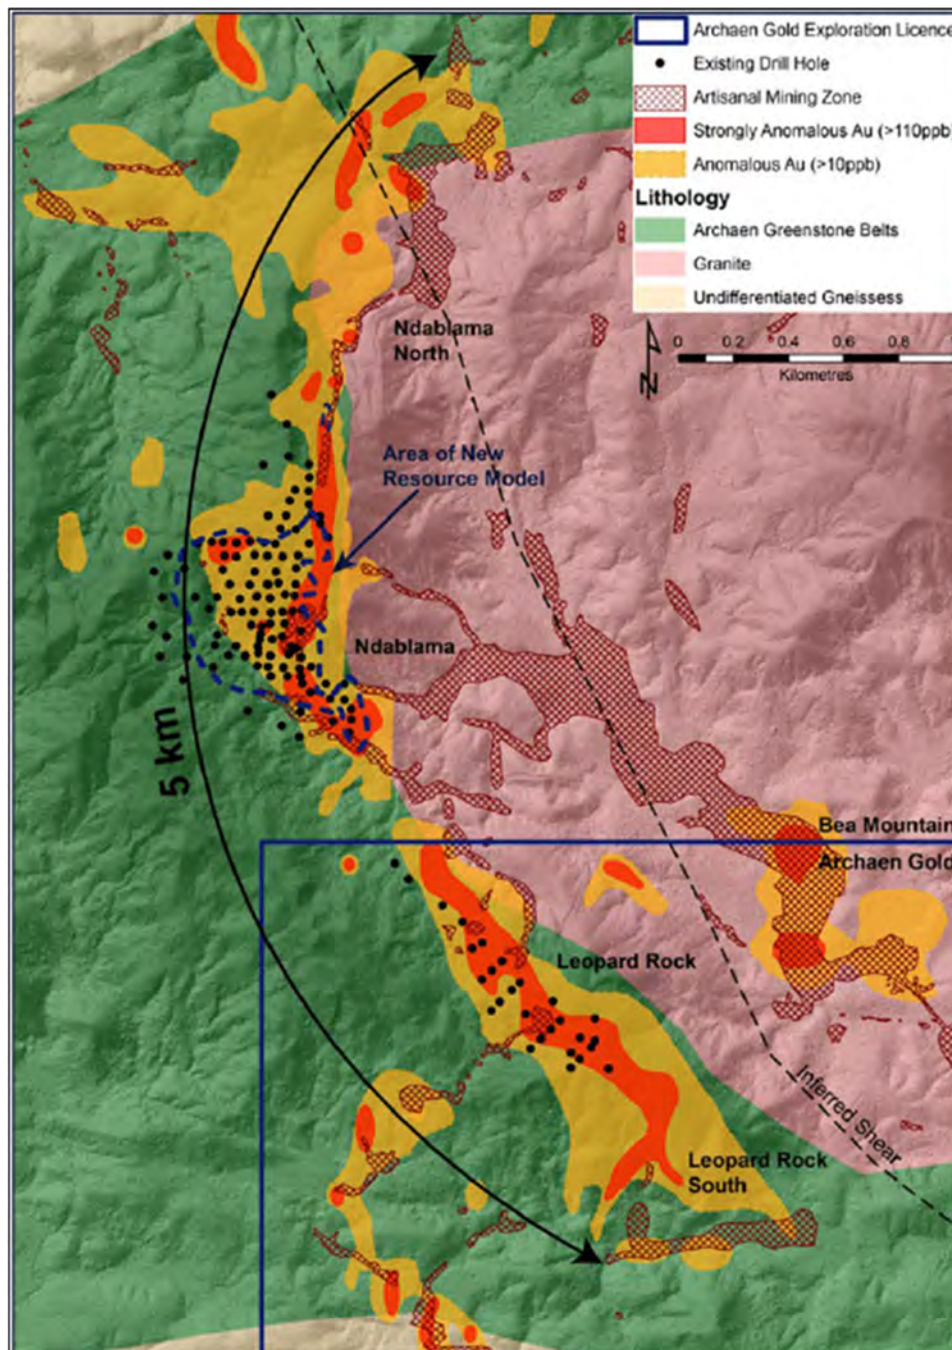 Archaen Gold Exploration Licence
Existing Drill Hole
Artisanal Mining Zone
Strongly Anomalous Au (>110ppb)
Anomalous Au (>10ppb)
Lithology
Archaen Greenstone Belts
Granite
Undifferentiated Gneissess
0 0.2 0.4 0.6 0.8
Kilometres
N
Ndablama
North
Area of New
Resource Model
Ndablama
5 km
Bea Mountain
Archaen Gold
Leopard Rock
Inferred Shear
Leopard Rock
South